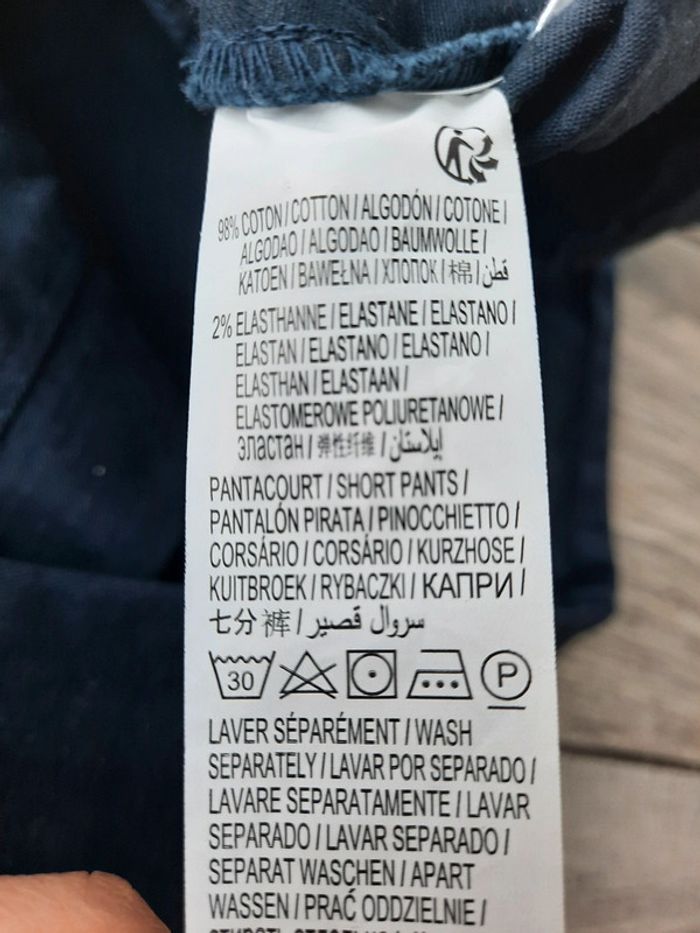 98% COTON / COTTON / ALGODÓN / COTONE /
ALGODAO / ALGODAO / BAUMWOLLE /
KATOEN / BAWEŁNA / ХЛОПОК / 棉 / قطن
2% ELASTHANNE / ELASTANE / ELASTANO /
ELASTAN / ELASTANO / ELASTANO /
ELASTHAN / ELASTAAN /
ELASTOMEROWE POLIURETANOWE /
эластан / 弹性纤维 / إيلاستان
PANTACOURT / SHORT PANTS /
PANTALÓN PIRATA / PINOCCHIETTO /
CORSÁRIO / CORSÁRIO / KURZHOSE /
KUITBROEK / RYBACZKI / КАПРИ /
七分裤 / سروال قصير
30 P
LAVER SÉPARÉMENT / WASH
SEPARATELY / LAVAR POR SEPARADO /
LAVARE SEPARATAMENTE / LAVAR
SEPARADO / LAVAR SEPARADO /
SEPARAT WASCHEN / APART
WASSEN / PRAĆ ODDZIELNIE /